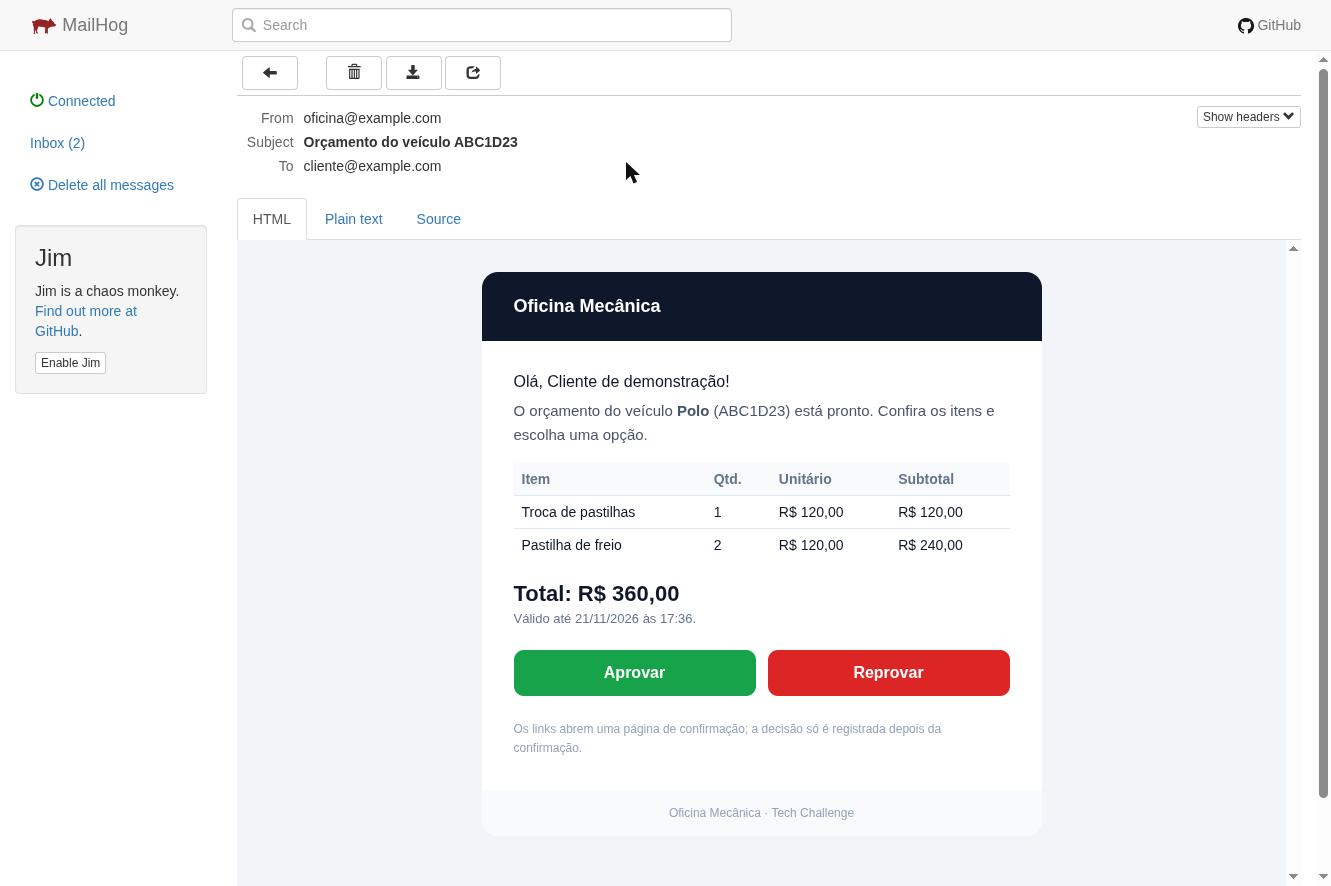 MailHog
Search
GitHub
Connected
Inbox (2)
Delete all messages
Jim
Jim is a chaos monkey.
Find out more at
GitHub.
Enable Jim
From oficina@example.com
Show headers
Subject Orçamento do veículo ABC1D23
To cliente@example.com
HTML Plain text Source
Oficina Mecânica
Olá, Cliente de demonstração!
O orçamento do veículo Polo (ABC1D23) está pronto. Confira os itens e
escolha uma opção.
Item Qtd. Unitário Subtotal
Troca de pastilhas 1 R$ 120,00 R$ 120,00
Pastilha de freio 2 R$ 120,00 R$ 240,00
Total: R$ 360,00
Válido até 21/11/2026 às 17:36.
Aprovar Reprovar
Os links abrem uma página de confirmação; a decisão só é registrada depois da
confirmação.
Oficina Mecânica · Tech Challenge